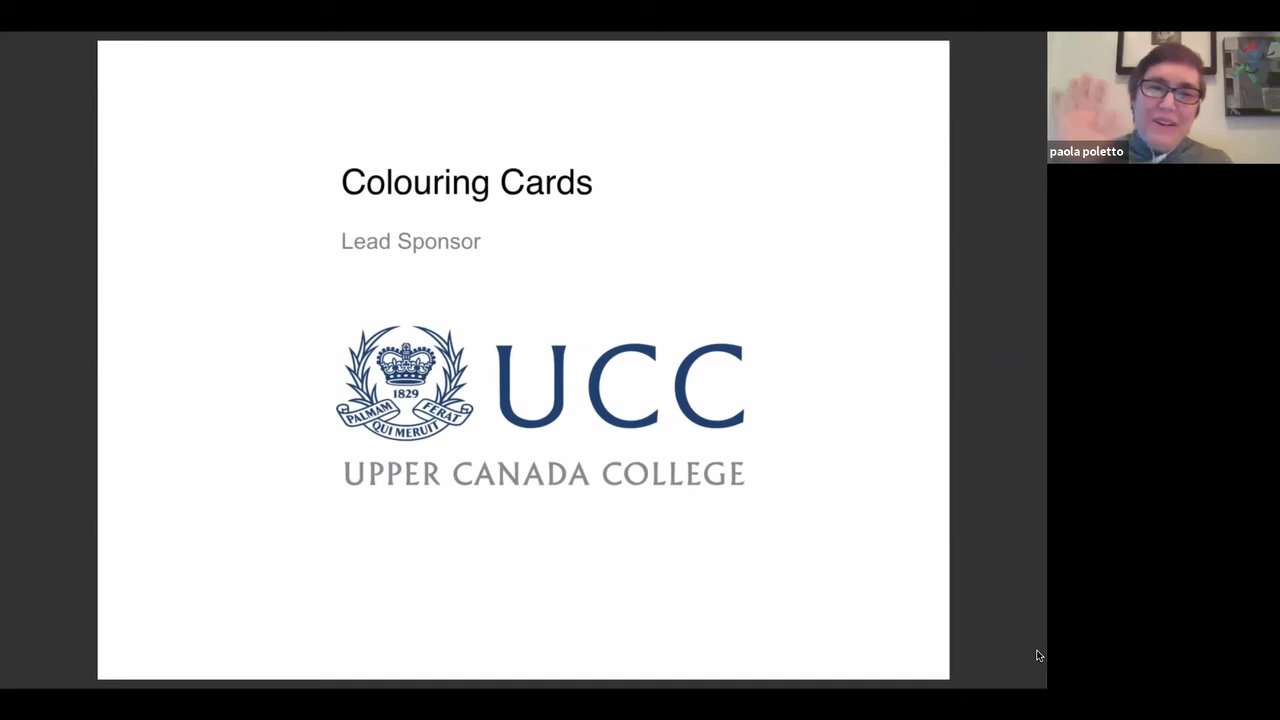 Colouring Cards
Lead Sponsor
1829
PALMAM QUI MERUIT FERAT
UCC
UPPER CANADA COLLEGE
paola poletto